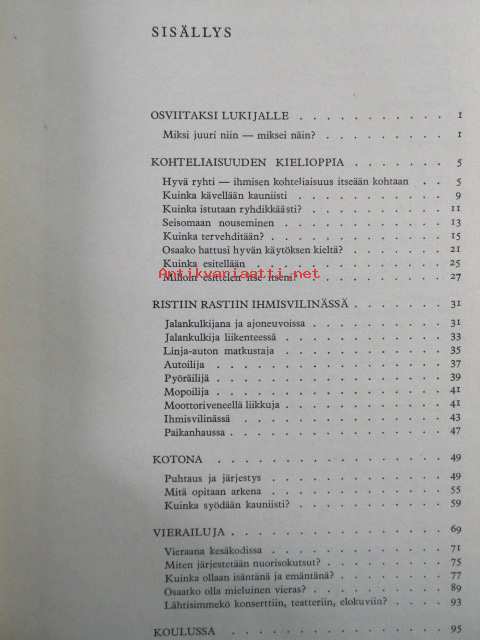 SISÄLLYS
OSVIITAKSI LUKIJALLE . . . . . . . . . . . 1
Miksi juuri niin — miksei näin? . . . . . . . . . 1
KOHTELIAISUUDEN KIELIOPPIA . . . . . . . 5
Hyvä ryhti — ihmisen kohteliaisuus itseään kohtaan . . 5
Kuinka kävellään kauniisti . . . . . . . . . . . 9
Kuinka istutaan ryhdikkäästi? . . . . . . . . . . 11
Seisomaan nouseminen . . . . . . . . . . . . 13
Kuinka tervehditään? . . . . . . . . . . . . . 15
Osaako hattusi hyvän käytöksen kieltä? . . . . . . . 21
Kuinka esitellään . . . . . . . . . . . . . 25
Antikvariaatti.net
Milloin esittelen itse itseni? . . . . . . . . . . 27
RISTIIN RASTIIN IHMISVILINÄSSÄ . . . . . . . 31
Jalankulkijana ja ajoneuvoissa . . . . . . . . . . 31
Jalankulkija liikenteessä . . . . . . . . . . . . 33
Linja-auton matkustaja . . . . . . . . . . . . 35
Autoilija . . . . . . . . . . . . . . . . 37
Pyöräilijä . . . . . . . . . . . . . . . . 39
Mopoilija . . . . . . . . . . . . . . . . 41
Moottoriveneellä liikkuja . . . . . . . . . . . . 41
Ihmisvilinässä . . . . . . . . . . . . . . 43
Paikanhaussa . . . . . . . . . . . . . . . 47
KOTONA . . . . . . . . . . . . . . . . 49
Puhtaus ja järjestys . . . . . . . . . . . . . 49
Mitä opitaan arkena . . . . . . . . . . . . . 55
Kuinka syödään kauniisti? . . . . . . . . . . . 59
VIERAILUJA . . . . . . . . . . . . . . . 69
Vieraana kesäkodissa . . . . . . . . . . . . . 71
Miten järjestetään nuorisokutsut? . . . . . . . . . 75
Kuinka ollaan isäntänä ja emäntänä? . . . . . . . . 77
Osaatko olla mieluinen vieras? . . . . . . . . . . 89
Lähtisimmekö konserttiin, teatteriin, elokuviin? . . . . 93
KOULUSSA . . . . . . . . . . . . . . . 95